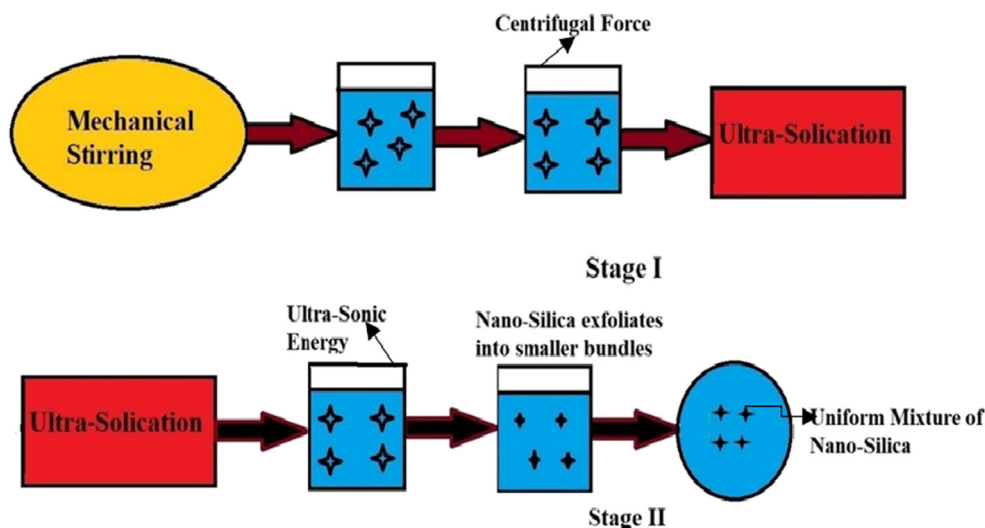 Centrifugal Force
Mechanical
Stirring
Ultra-Solication
Stage I
Ultra-Sonic
Energy
Nano-Silica exfoliates
into smaller bundles
Ultra-Solication
Uniform Mixture of
Nano-Silica
Stage II